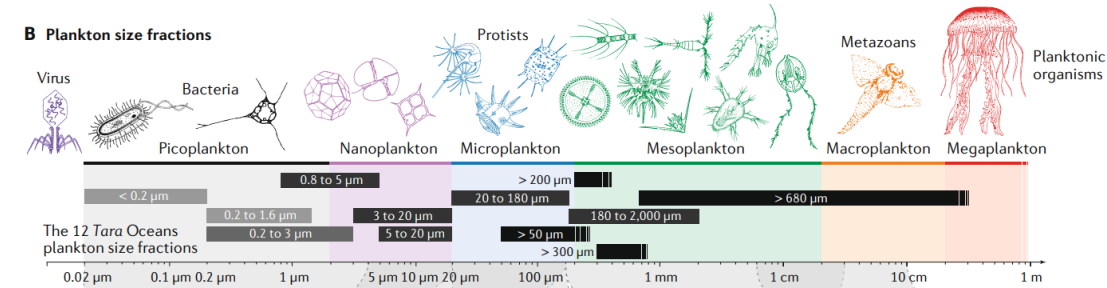 B Plankton size fractions
Protists
Metazoans
Planktonic
organisms
Virus
Bacteria
Picoplankton Nanoplankton Microplankton Mesoplankton Macroplankton Megaplankton
0.8 to 5 μm > 200 μm
< 0.2 μm 20 to 180 μm > 680 μm
0.2 to 1.6 μm 3 to 20 μm 180 to 2,000 μm
The 12 Tara Oceans
plankton size fractions
0.2 to 3 μm 5 to 20 μm > 50 μm
> 300 μm
0.02 μm 0.1 μm 0.2 μm 1 μm 5 μm 10 μm 20 μm 100 μm 1 mm 1 cm 10 cm 1 m